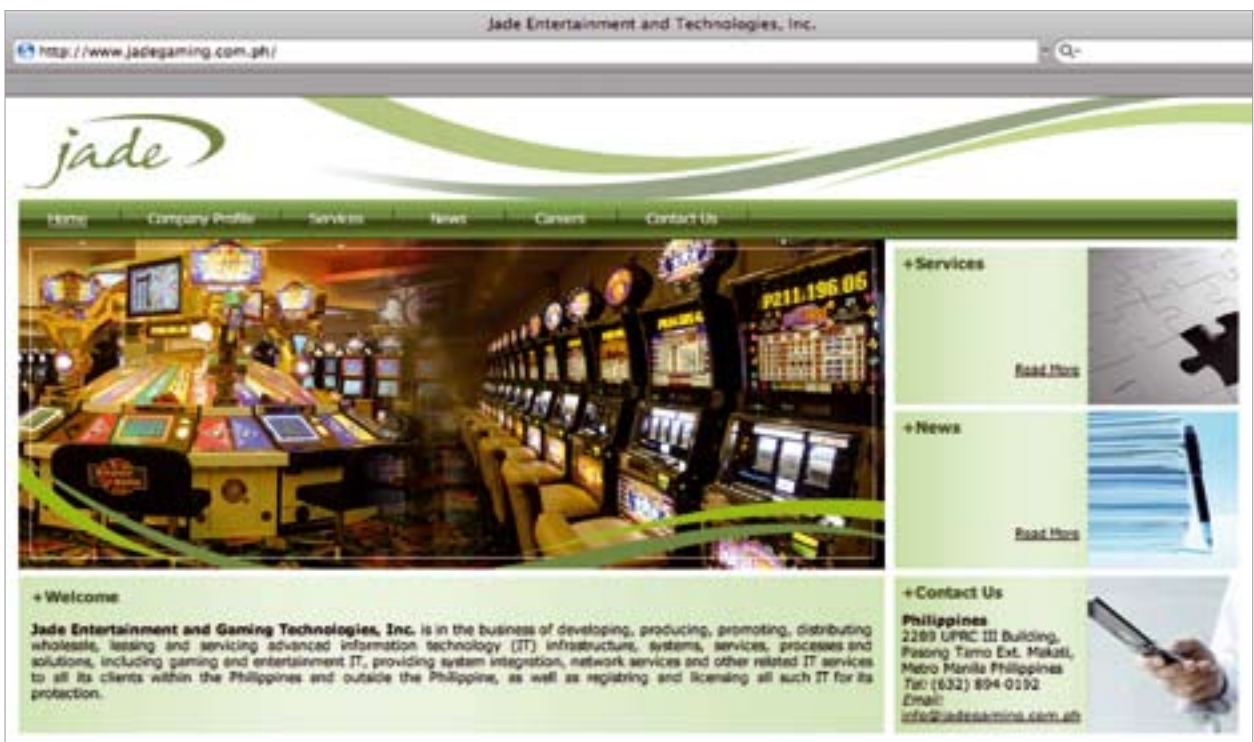 Jade Entertainment and Technologies, Inc.
http://www.jadegaming.com.ph/
jade
Home Company Profile Services News Careers Contact Us
P211,196 06
+Services
Read More
+News
Read More
+Welcome
Jade Entertainment and Gaming Technologies, Inc. is in the business of developing, producing, promoting, distributing
wholesale, leasing and servicing advanced information technology (IT) infrastructure, systems, services, processes and
solutions, including gaming and entertainment IT, providing system integration, network services and other related IT services
to all its clients within the Philippines and outside the Philippine, as well as registring and licensing all such IT for its
protection.
+Contact Us
Philippines
2289 UPRC III Building,
Pasong Tamo Ext. Makati,
Metro Manila Philippines
Tel: (632) 894-0192
Email:
info@jadegaming.com.ph